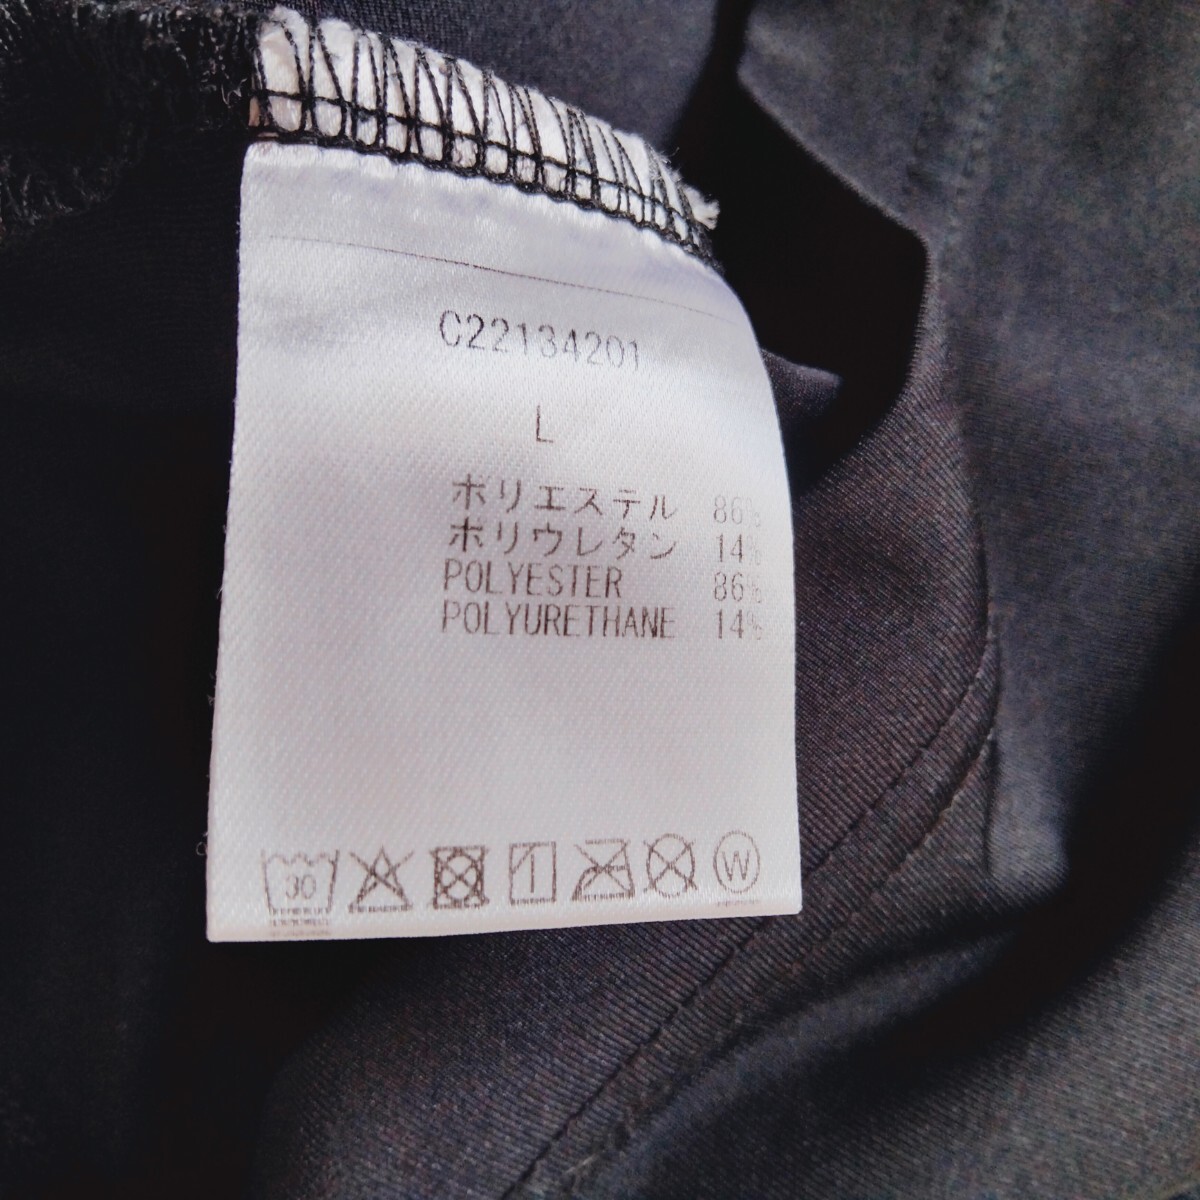 C22134201
L
ポリエステル 86%
ポリウレタン 14%
POLYESTER 86%
POLYURETHANE 14%
30 W